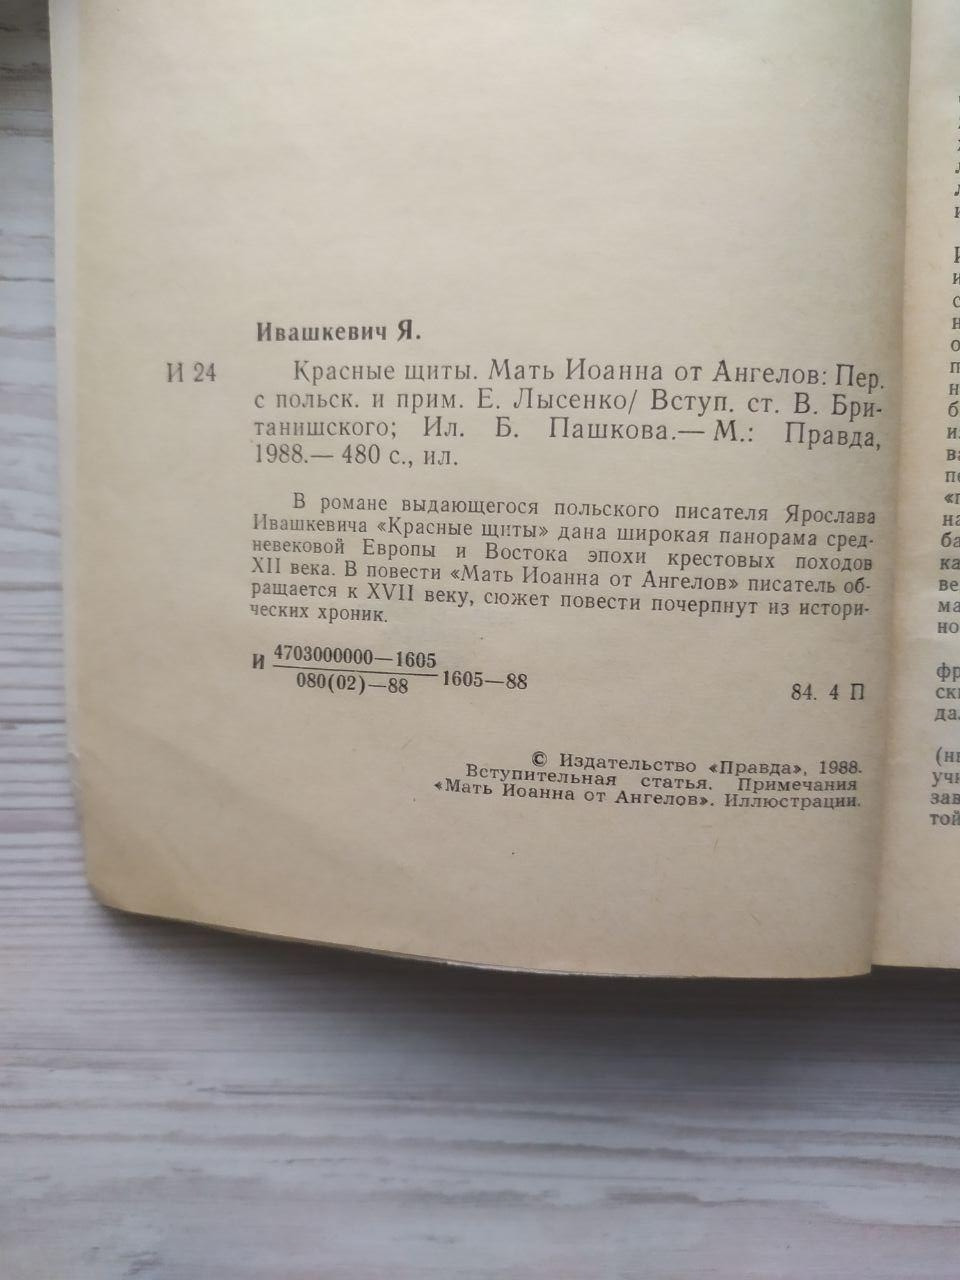 Ивашкевич Я.
И 24 Красные щиты. Мать Иоанна от Ангелов: Пер.
с польск. и прим. Е. Лысенко/ Вступ. ст. В. Бри-
танишского; Ил. Б. Пашкова.— М.: Правда,
1988.— 480 с., ил.
В романе выдающегося польского писателя Ярослава
Ивашкевича «Красные щиты» дана широкая панорама сред-
невековой Европы и Востока эпохи крестовых походов
XII века. В повести «Мать Иоанна от Ангелов» писатель об-
ращается к XVII веку, сюжет повести почерпнут из истори-
ческих хроник.
И 4703000000—1605
080(02)—88 1605—88
84. 4 П
© Издательство «Правда», 1988.
Вступительная статья. Примечания
«Мать Иоанна от Ангелов». Иллюстрации.